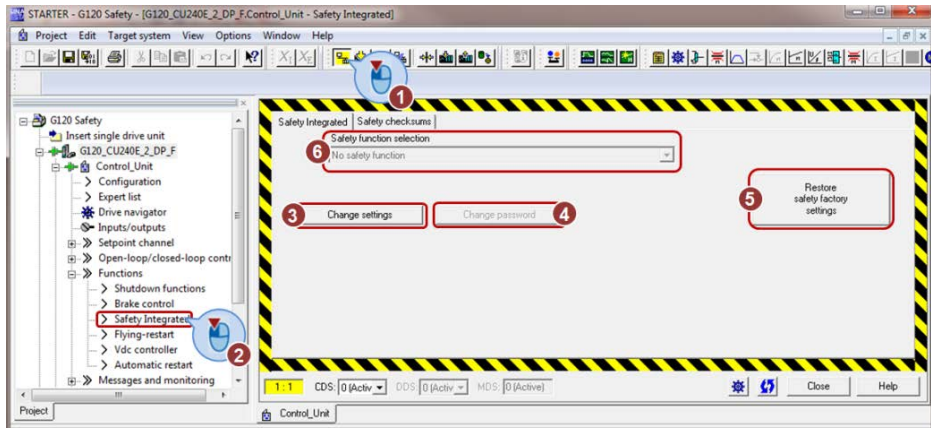 STARTER - G120 Safety - [G120_CU240E_2_DP_F.Control_Unit - Safety Integrated]
Project Edit Target system View Options Window Help
1
G120 Safety
Insert single drive unit
G120_CU240E_2_DP_F
Control_Unit
Configuration
Expert list
Drive navigator
Inputs/outputs
Setpoint channel
Open-loop/closed-loop contr
Functions
Shutdown functions
Brake control
Safety Integrated
2
Flying-restart
Vdc controller
Automatic restart
Messages and monitoring
Project
Safety Integrated Safety checksums
Safety function selection
6 No safety function
3 Change settings
Change password 4
5 Restore
safety factory
settings
1 : 1 CDS: 0 (Activ DDS: 0 (Activ MDS: 0 (Active)
Close Help
Control_Unit